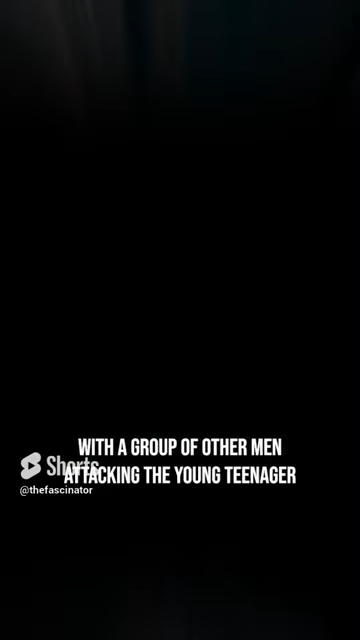 WITH A GROUP OF OTHER MEN
Shorts
ATTACKING THE YOUNG TEENAGER
@thefascinator